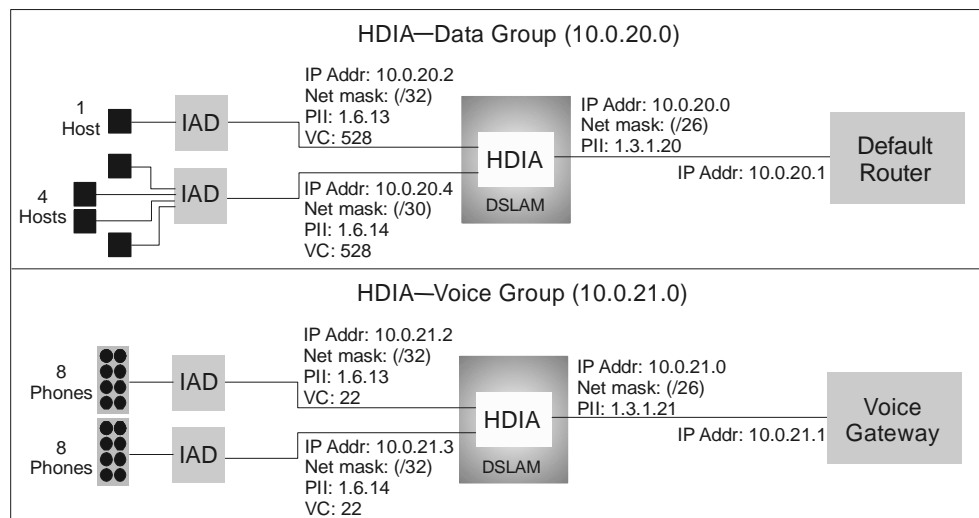 HDIA—Data Group (10.0.20.0)
1
Host
IAD
IP Addr: 10.0.20.2
Net mask: (/32)
PII: 1.6.13
VC: 528
4
Hosts
IAD
IP Addr: 10.0.20.4
Net mask: (/30)
PII: 1.6.14
VC: 528
HDIA
DSLAM
IP Addr: 10.0.20.0
Net mask: (/26)
PII: 1.3.1.20
IP Addr: 10.0.20.1
Default
Router
HDIA—Voice Group (10.0.21.0)
8
Phones
IAD
IP Addr: 10.0.21.2
Net mask: (/32)
PII: 1.6.13
VC: 22
8
Phones
IAD
IP Addr: 10.0.21.3
Net mask: (/32)
PII: 1.6.14
VC: 22
HDIA
DSLAM
IP Addr: 10.0.21.0
Net mask: (/26)
PII: 1.3.1.21
IP Addr: 10.0.21.1
Voice
Gateway